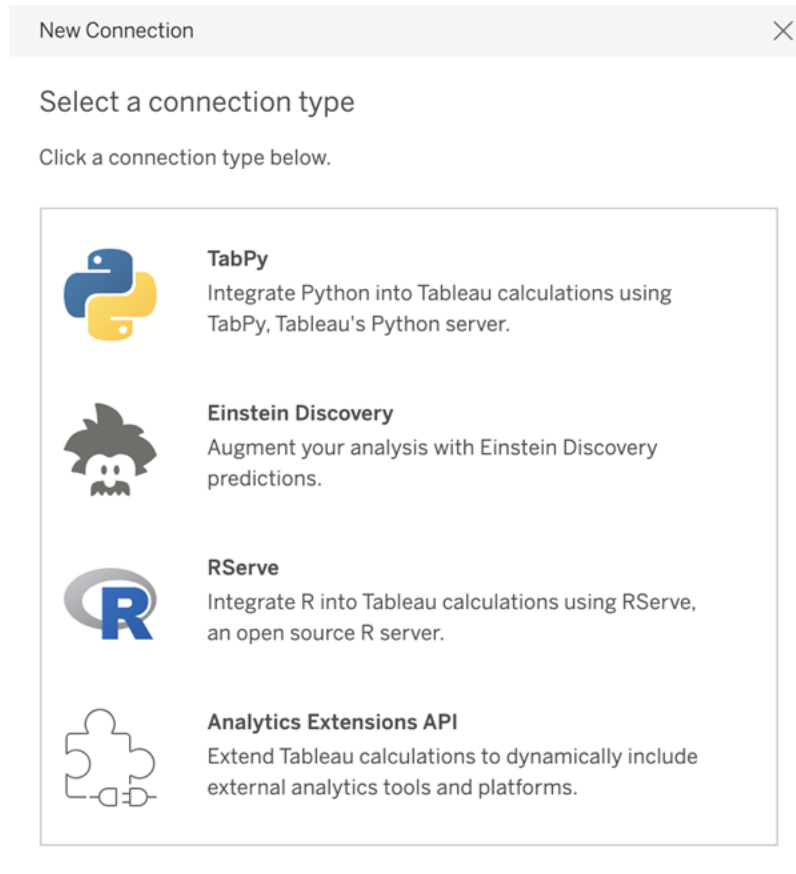 New Connection
Select a connection type
Click a connection type below.
TabPy
Integrate Python into Tableau calculations using
TabPy, Tableau's Python server.
Einstein Discovery
Augment your analysis with Einstein Discovery
predictions.
R
RServe
Integrate R into Tableau calculations using RServe,
an open source R server.
Analytics Extensions API
Extend Tableau calculations to dynamically include
external analytics tools and platforms.